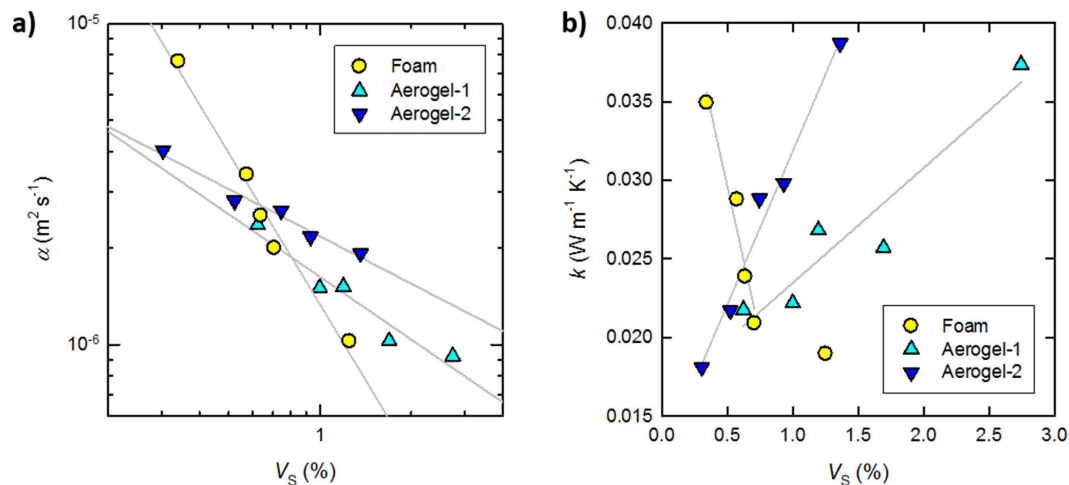 a)
10⁻⁵
10⁻⁶
α (m² s⁻¹)
Foam
Aerogel-1
Aerogel-2
1
V_S (%)
b)
0.040
0.035
0.030
0.025
0.020
0.015
k (W m⁻¹ K⁻¹)
Foam
Aerogel-1
Aerogel-2
0.0 0.5 1.0 1.5 2.0 2.5 3.0
V_S (%)